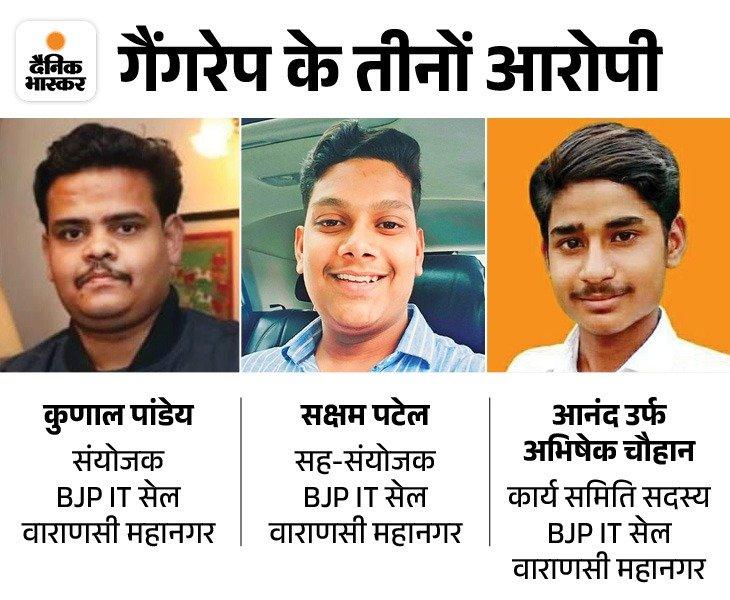 दैनिक
भास्कर
गैंगरेप के तीनों आरोपी
कुणाल पांडेय
संयोजक
BJP IT सेल
वाराणसी महानगर
सक्षम पटेल
सह-संयोजक
BJP IT सेल
वाराणसी महानगर
आनंद उर्फ
अभिषेक चौहान
कार्य समिति सदस्य
BJP IT सेल
वाराणसी महानगर